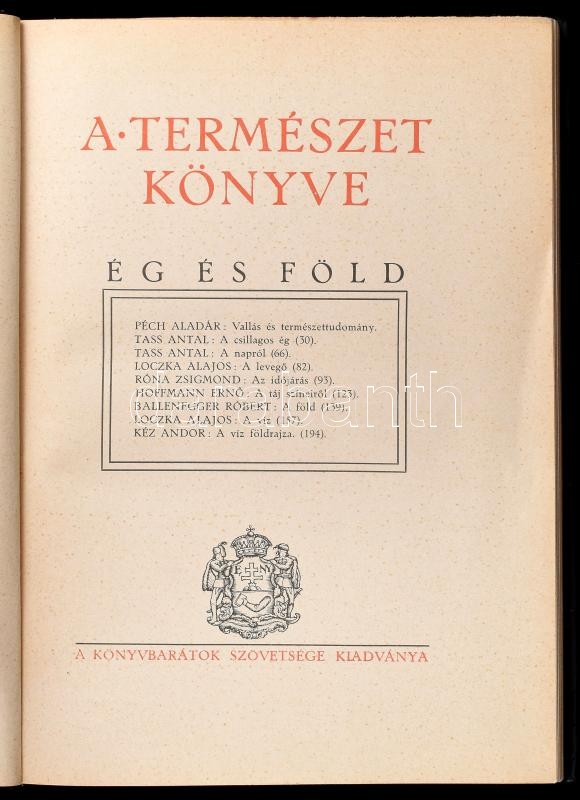 A·TERMÉSZET
KÖNYVE
ÉG ÉS FÖLD
PÉCH ALADÁR: Vallás és természettudomány.
TASS ANTAL: A csillagos ég (30).
TASS ANTAL: A napról (66).
LOCZKA ALAJOS: A levegő (82).
RÓNA ZSIGMOND: Az időjárás (93).
HOFFMANN ERNŐ: A táj színeiről (123).
BALLENEGGER RÓBERT: A föld (139).
LOCZKA ALAJOS: A víz (187).
KÉZ ANDOR: A víz földrajza. (194).
E NY
A KÖNYVBARÁTOK SZÖVETSÉGE KIADVÁNYA